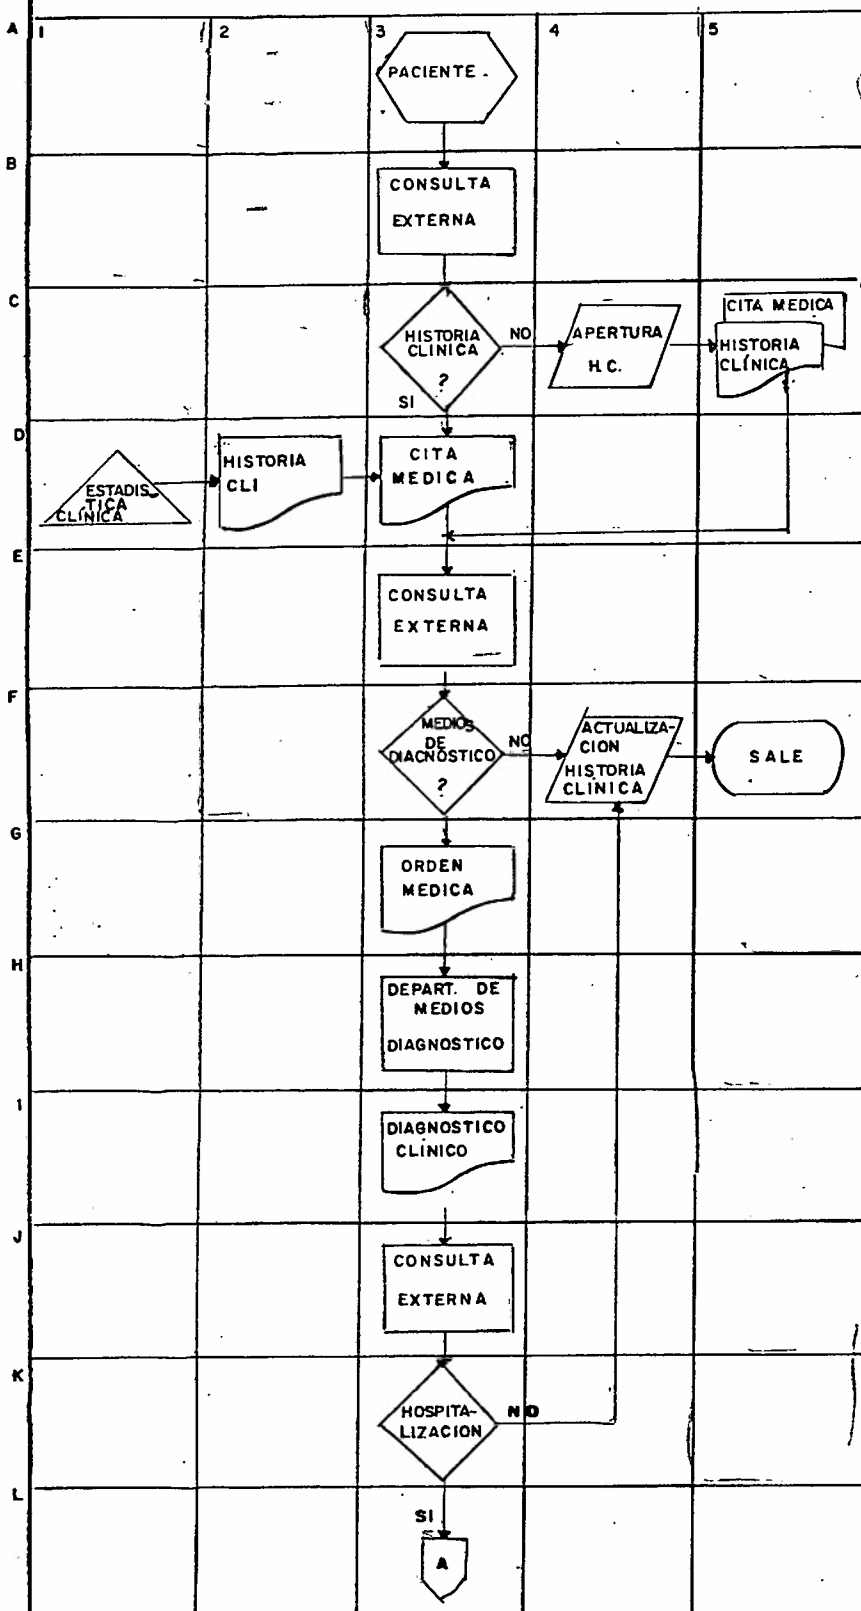 A 1 2 3 4 5
PACIENTE
B
CONSULTA
EXTERNA
C
HISTORIA
CLINICA
?
NO
SI
APERTURA
H.C.
CITA MEDICA
HISTORIA
CLÍNICA
D
ESTADIS-
TICA
CLÍNICA
HISTORIA
CLI
CITA
MEDICA
E
CONSULTA
EXTERNA
F
MEDIOS
DE
DIAGNOSTICO
?
NO
ACTUALIZA-
CION
HISTORIA
CLÍNICA
SALE
G
ORDEN
MEDICA
H
DEPART. DE
MEDIOS
DIAGNOSTICO
I
DIAGNOSTICO
CLÍNICO
J
CONSULTA
EXTERNA
K
HOSPITA-
LIZACION
NO
L
SI
A